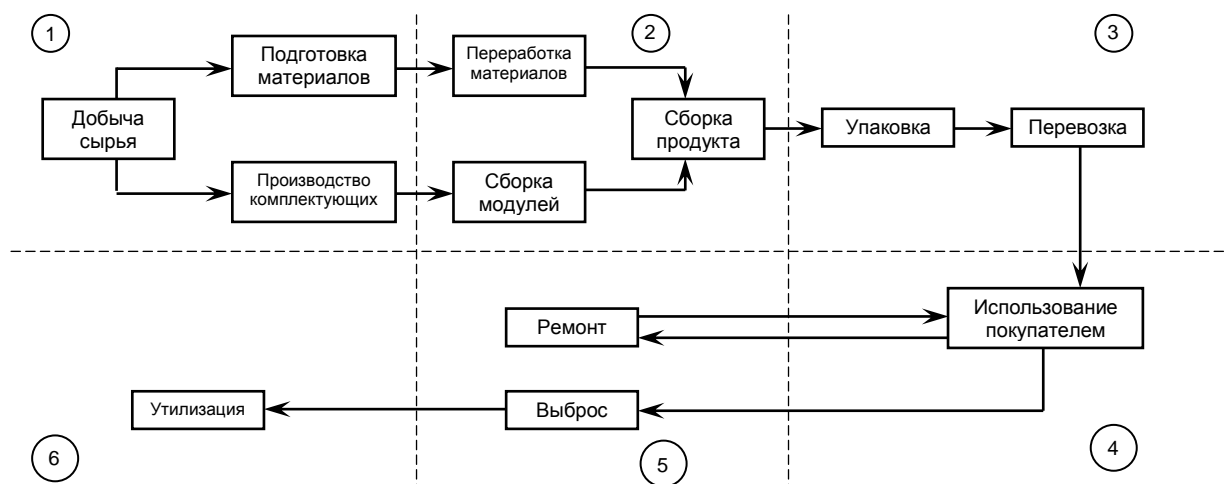 1
2
3
Подготовка
материалов
Переработка
материалов
Добыча
сырья
Сборка
продукта
Упаковка
Перевозка
Производство
комплектующих
Сборка
модулей
Использование
покупателем
Ремонт
Утилизация
Выброс
6
5
4